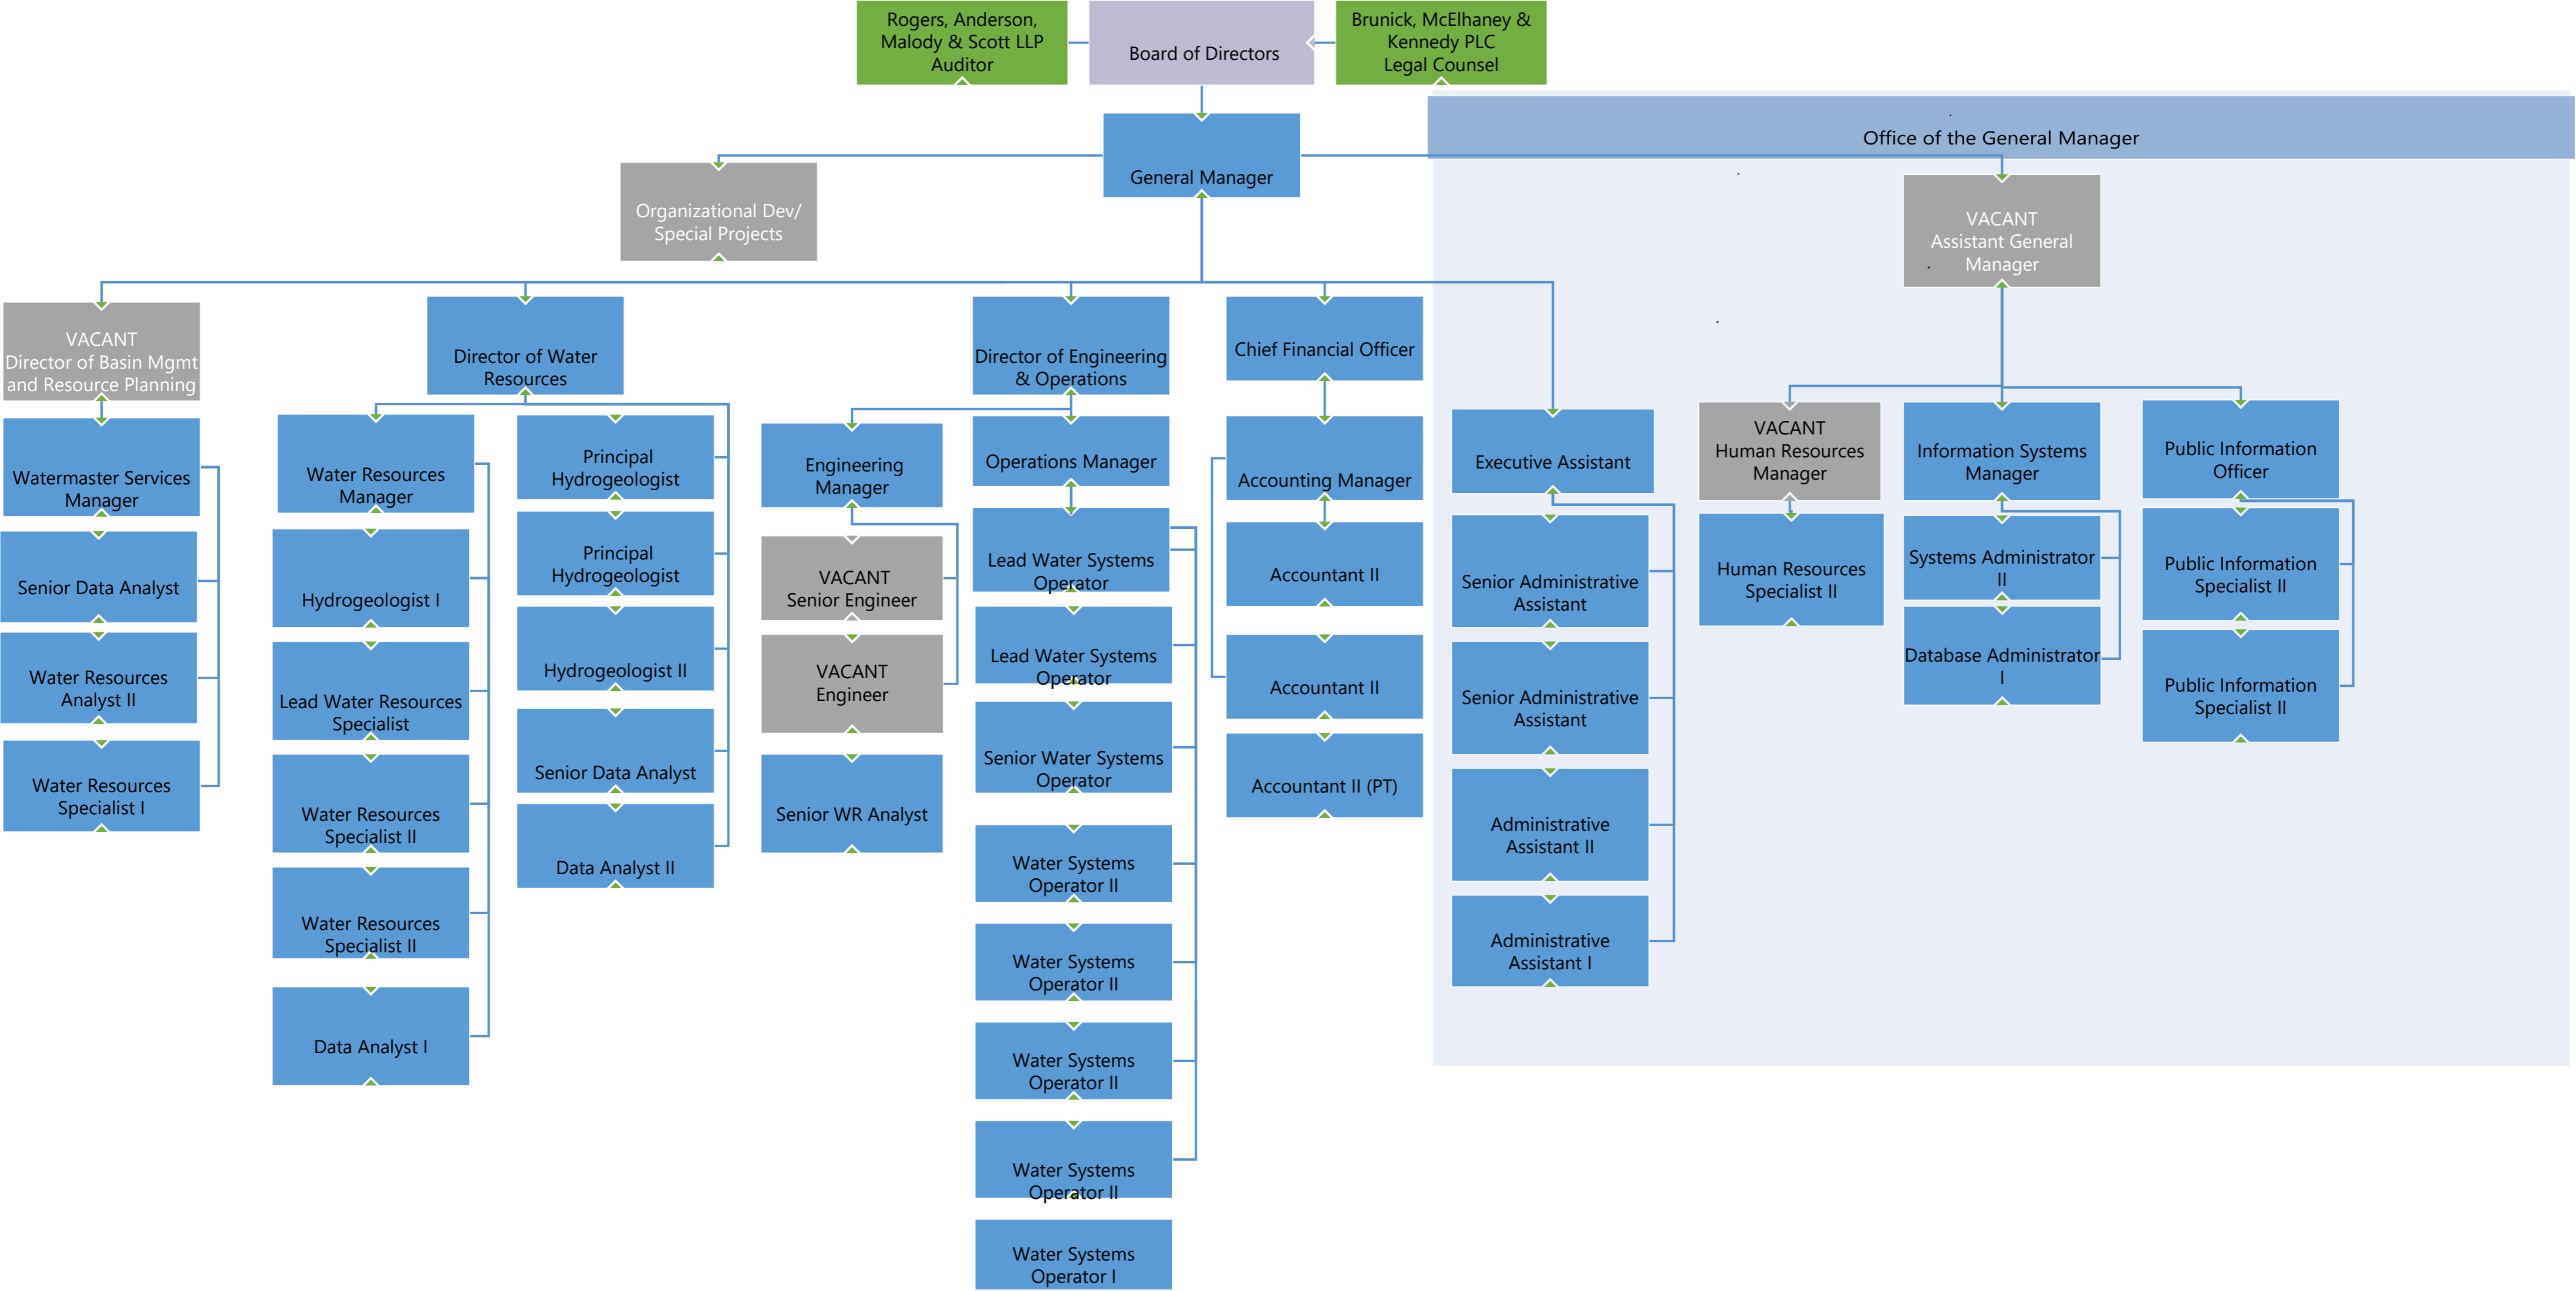 Rogers, Anderson,
Malody & Scott LLP
Auditor
Board of Directors
Brunick, McElhaney &
Kennedy PLC
Legal Counsel
Office of the General Manager
General Manager
Organizational Dev/
Special Projects
VACANT
Assistant General
Manager
VACANT
Director of Basin Mgmt
and Resource Planning
Director of Water
Resources
Director of Engineering
& Operations
Chief Financial Officer
Watermaster Services
Manager
Senior Data Analyst
Water Resources
Analyst II
Water Resources
Specialist I
Water Resources
Manager
Hydrogeologist I
Lead Water Resources
Specialist
Water Resources
Specialist II
Water Resources
Specialist II
Data Analyst I
Principal
Hydrogeologist
Principal
Hydrogeologist
Hydrogeologist II
Senior Data Analyst
Data Analyst II
Engineering
Manager
VACANT
Senior Engineer
VACANT
Engineer
Senior WR Analyst
Operations Manager
Lead Water Systems
Operator
Lead Water Systems
Operator
Senior Water Systems
Operator
Water Systems
Operator II
Water Systems
Operator II
Water Systems
Operator II
Water Systems
Operator II
Water Systems
Operator I
Accounting Manager
Accountant II
Accountant II
Accountant II (PT)
Executive Assistant
Senior Administrative
Assistant
Senior Administrative
Assistant
Administrative
Assistant II
Administrative
Assistant I
VACANT
Human Resources
Manager
Human Resources
Specialist II
Information Systems
Manager
Systems Administrator
II
Database Administrator
I
Public Information
Officer
Public Information
Specialist II
Public Information
Specialist II